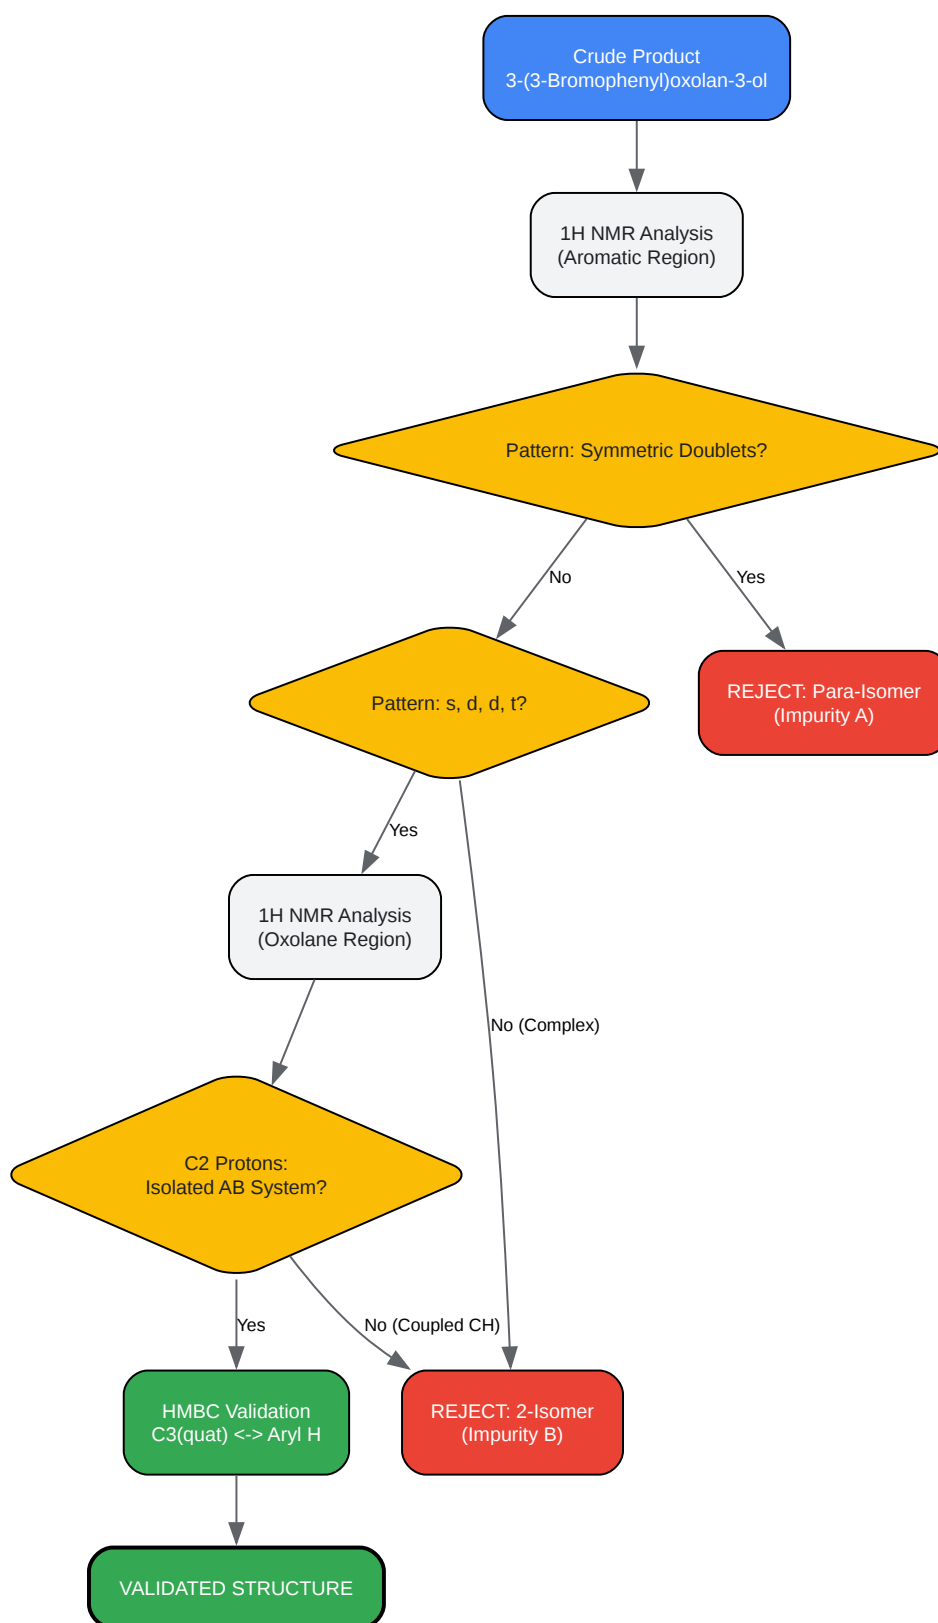 Crude Product
3-(3-Bromophenyl)oxolan-3-ol
1H NMR Analysis
(Aromatic Region)
Pattern: Symmetric Doublets?
No
Yes
REJECT: Para-Isomer
(Impurity A)
Pattern: s, d, d, t?
Yes
1H NMR Analysis
(Oxolane Region)
No (Complex)
C2 Protons:
Isolated AB System?
Yes
No (Coupled CH)
HMBC Validation
C3(quat) <-> Aryl H
REJECT: 2-Isomer
(Impurity B)
VALIDATED STRUCTURE